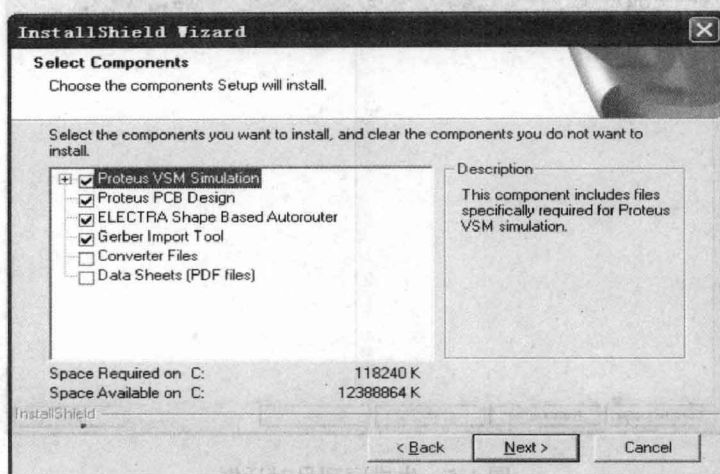 InstallShield Wizard
Select Components
Choose the components Setup will install.
Select the components you want to install, and clear the components you do not want to
install.
Proteus VSM Simulation
Proteus PCB Design
ELECTRA Shape Based Autorouter
Gerber Import Tool
Converter Files
Data Sheets (PDF files)
Description
This component includes files
specifically required for Proteus
VSM simulation.
Space Required on C: 118240 K
Space Available on C: 12388864 K
InstallShield
< Back Next > Cancel